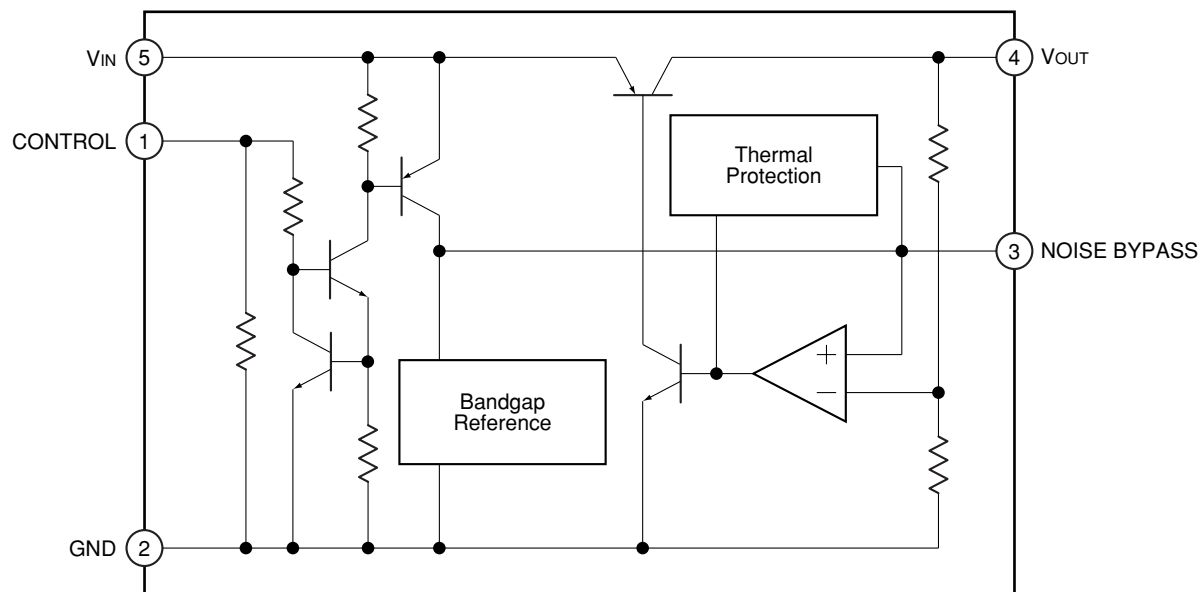 VIN 5
4 VOUT
CONTROL 1
Thermal
Protection
3 NOISE BYPASS
+
−
Bandgap
Reference
GND 2